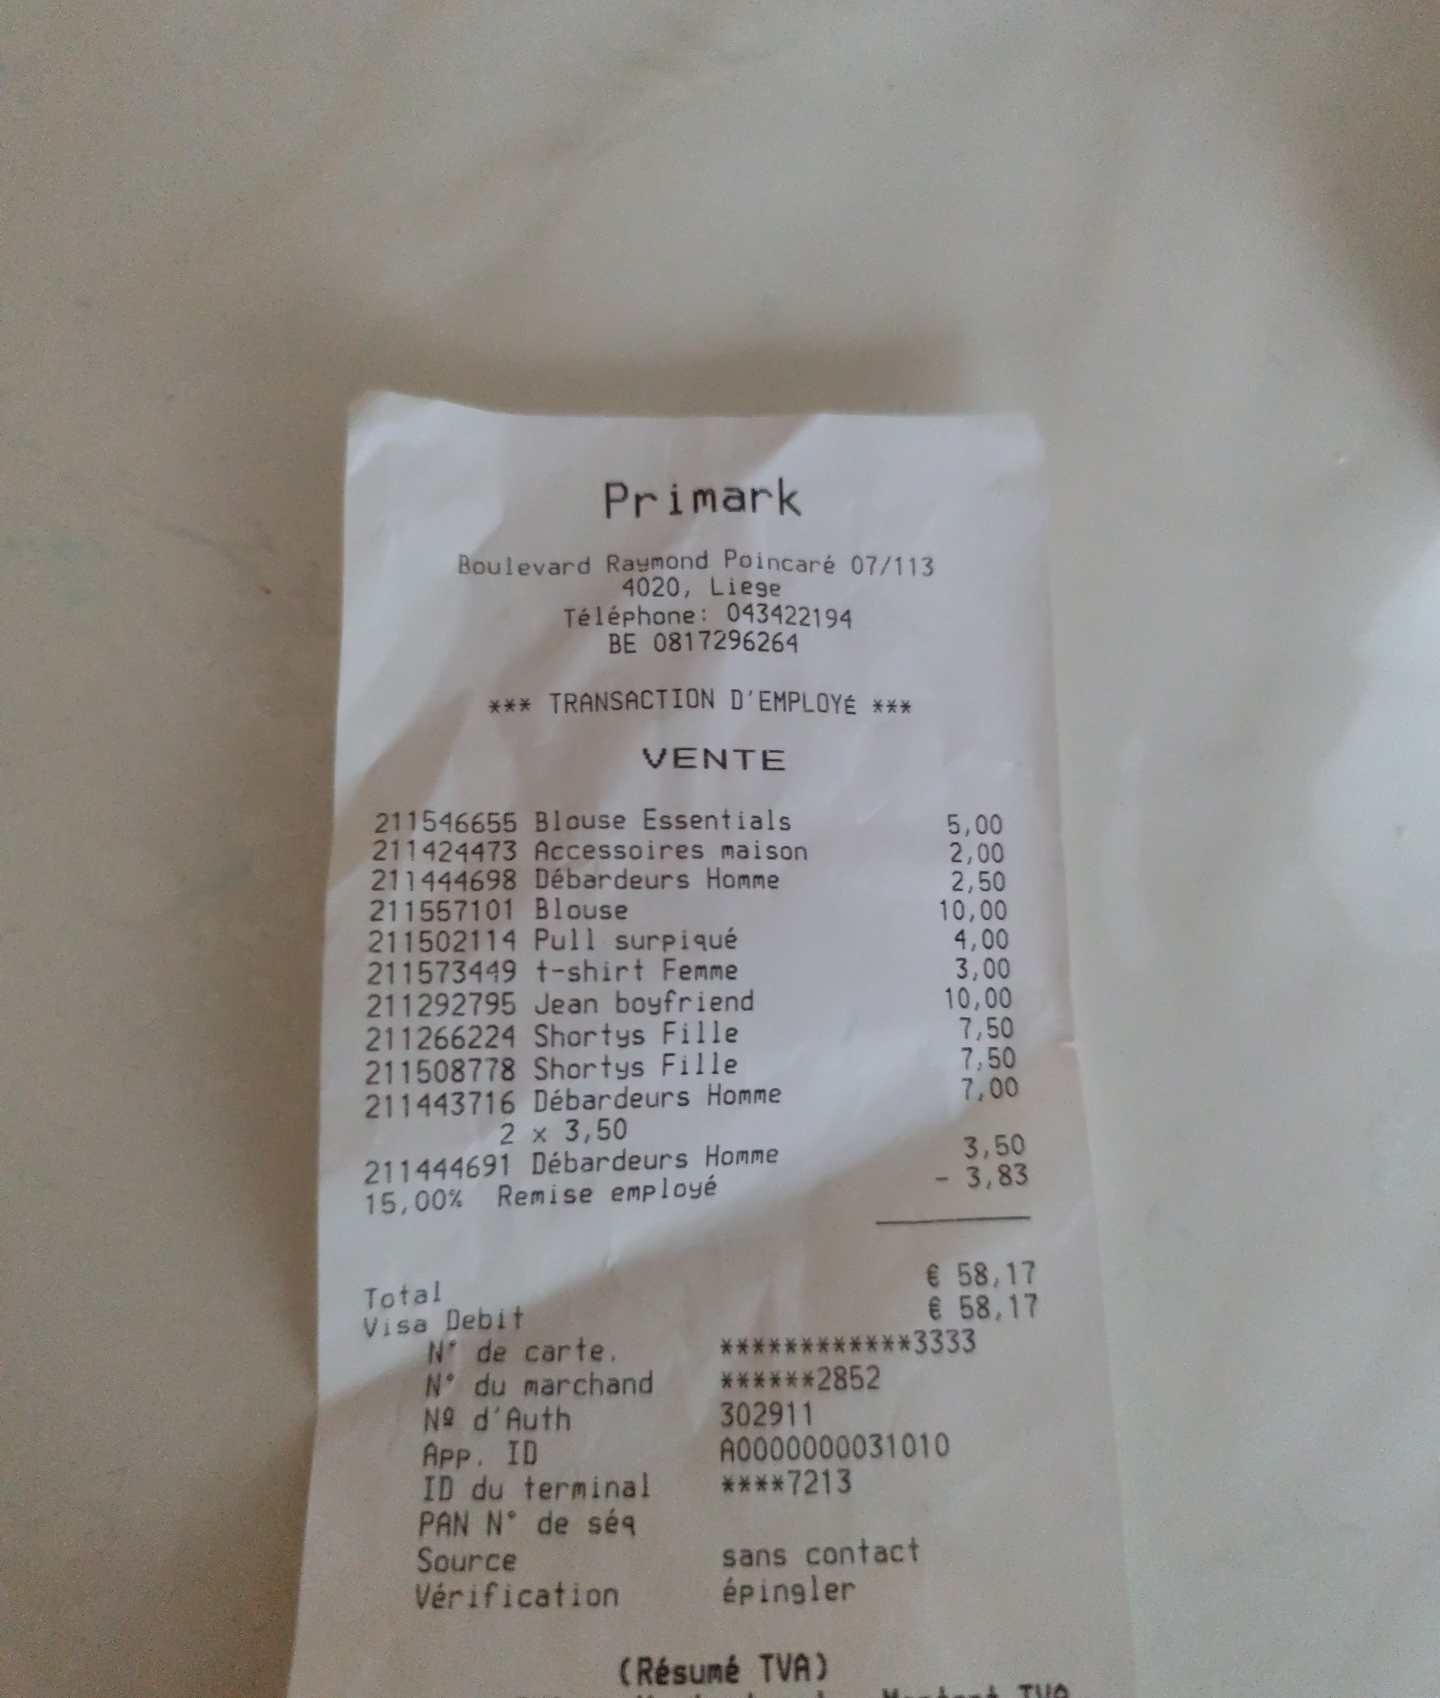 Primark
Boulevard Raymond Poincaré 07/113
4020, Liege
Téléphone: 043422194
BE 0817296264
*** TRANSACTION D'EMPLOYÉ ***
VENTE
211546655 Blouse Essentials 5,00
211424473 Accessoires maison 2,00
211444698 Débardeurs Homme 2,50
211557101 Blouse 10,00
211502114 Pull surpiqué 4,00
211573449 t-shirt Femme 3,00
211292795 Jean boyfriend 10,00
211266224 Shortys Fille 7,50
211508778 Shortys Fille 7,50
211443716 Débardeurs Homme 7,00
2 x 3,50
211444691 Débardeurs Homme 3,50
15,00% Remise employé - 3,83
Total € 58,17
Visa Debit € 58,17
N° de carte. ************3333
N° du marchand ******2852
Nº d'Auth 302911
App. ID A0000000031010
ID du terminal ****7213
PAN N° de séq
Source sans contact
Vérification épingler
(Résumé TVA)
Montant TVA